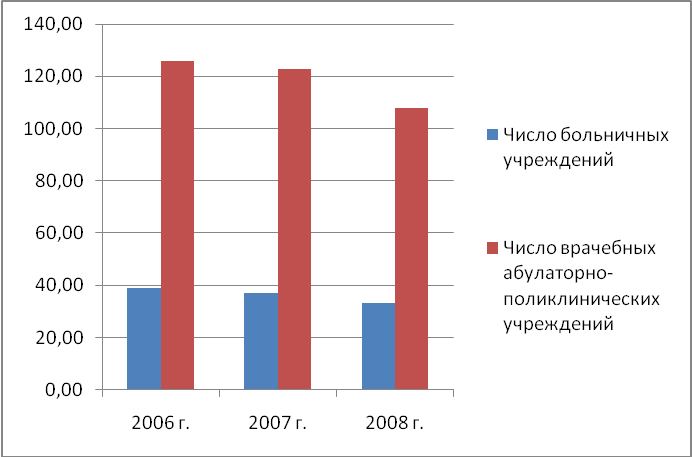 140,00
120,00
100,00
80,00
60,00
40,00
20,00
0,00
2006 г.
2007 г.
2008 г.
Число больничных
учреждений
Число врачебных
абулаторно-
поликлинических
учреждений